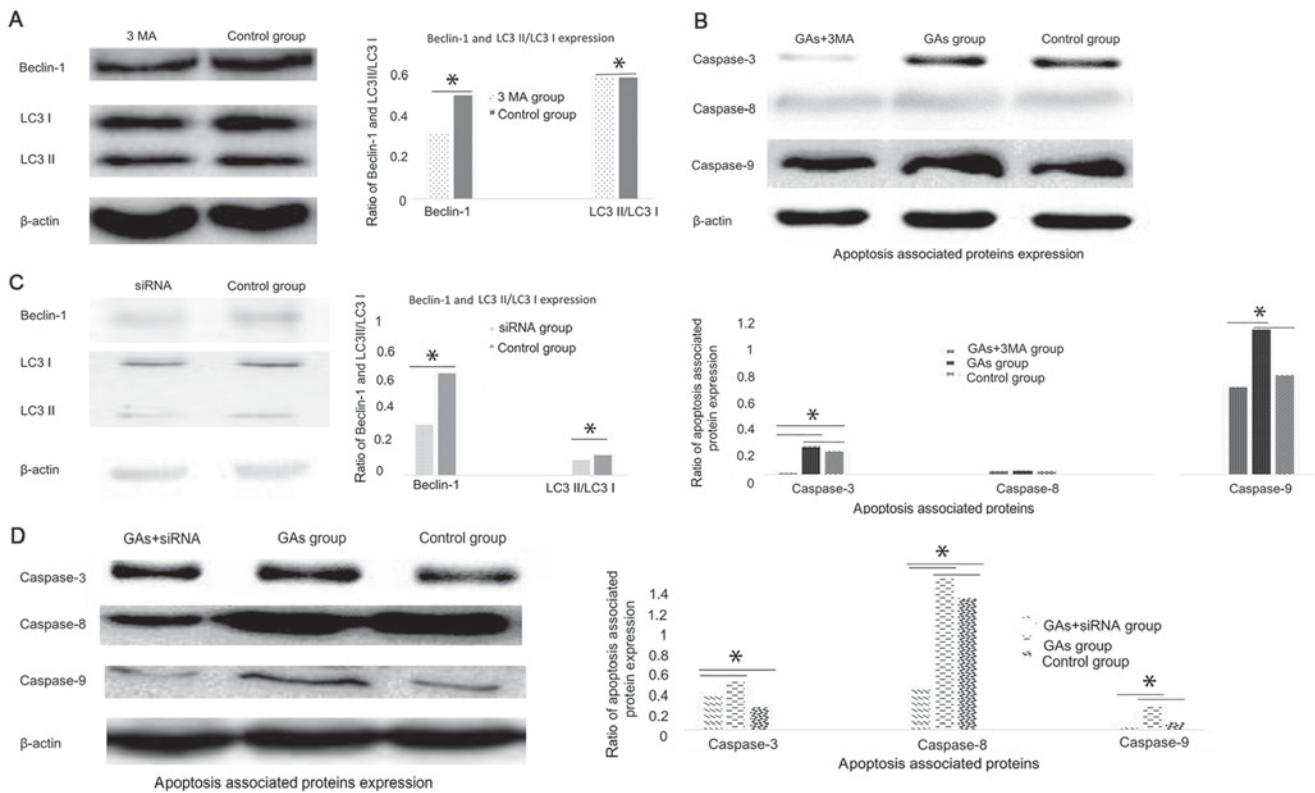 A
3 MA
Control group
Beclin-1
LC3 I
LC3 II
β-actin
Beclin-1 and LC3 II/LC3 I expression
Ratio of Beclin-1 and LC3II/LC3 I
0.6
0.4
0.2
0
*
*
3 MA group
Control group
Beclin-1
LC3 II/LC3 I
B
GAs+3MA
GAs group
Control group
Caspase-3
Caspase-8
Caspase-9
β-actin
Apoptosis associated proteins expression
Ratio of apoptosis associated
protein expression
1.2
1
0.8
0.6
0.4
0.2
0
*
*
GAs+3MA group
GAs group
Control group
Caspase-3
Caspase-8
Caspase-9
Apoptosis associated proteins
C
siRNA
Control group
Beclin-1
LC3 I
LC3 II
β-actin
Beclin-1 and LC3 II/LC3 I expression
Ratio of Beclin-1 and LC3II/LC3 I
1
0.6
0.6
0.4
0.2
0
*
*
siRNA group
Control group
Beclin-1
LC3 II/LC3 I
D
GAs+siRNA
GAs group
Control group
Caspase-3
Caspase-8
Caspase-9
β-actin
Apoptosis associated proteins expression
Ratio of apoptosis associated
protein expression
1.4
1.2
1
0.8
0.6
0.4
0.2
0
*
*
*
GAs+siRNA group
GAs group
Control group
Caspase-3
Caspase-8
Caspase-9
Apoptosis associated proteins